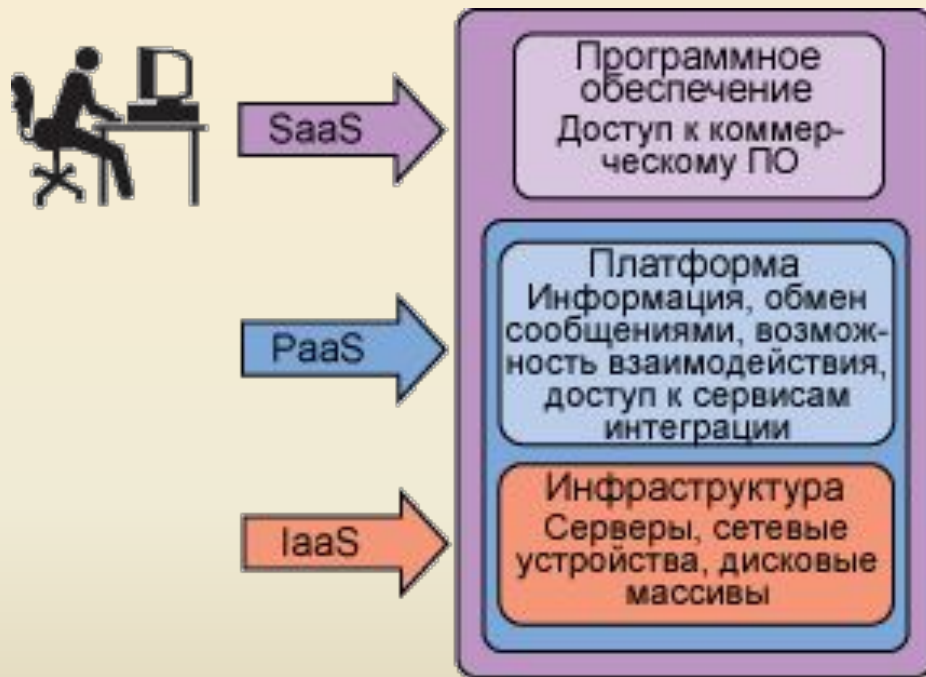 SaaS
Программное
обеспечение
Доступ к коммер-
ческому ПО
PaaS
Платформа
Информация, обмен
сообщениями, возмож-
ность взаимодействия,
доступ к сервисам
интеграции
IaaS
Инфраструктура
Серверы, сетевые
устройства, дисковые
массивы